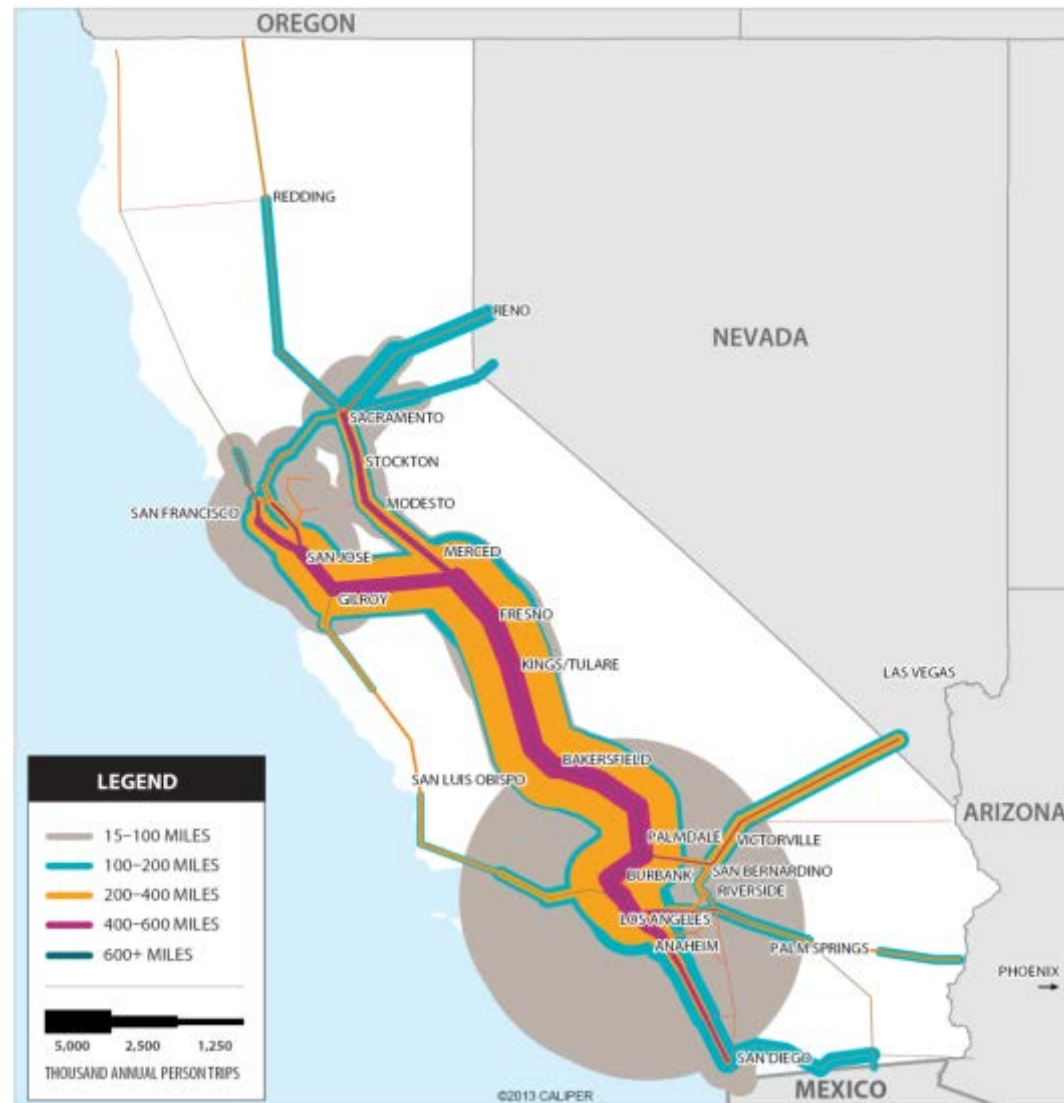 OREGON
REDDING
RENO
NEVADA
SACRAMENTO
STOCKTON
MODESTO
SAN FRANCISCO
MERCED
SAN JOSE
GILROY
FRESNO
KINGS/TULARE
LAS VEGAS
BAKERSFIELD
SAN LUIS OBISPO
ARIZONA
PALMDALE
VICTORVILLE
BURBANK
SAN BERNARDINO
RIVERSIDE
LOS ANGELES
ANAHEIM
PALM SPRINGS
PHOENIX
SAN DIEGO
MEXICO
LEGEND
15–100 MILES
100–200 MILES
200–400 MILES
400–600 MILES
600+ MILES
5,000 2,500 1,250
THOUSAND ANNUAL PERSON TRIPS
©2013 CALIPER